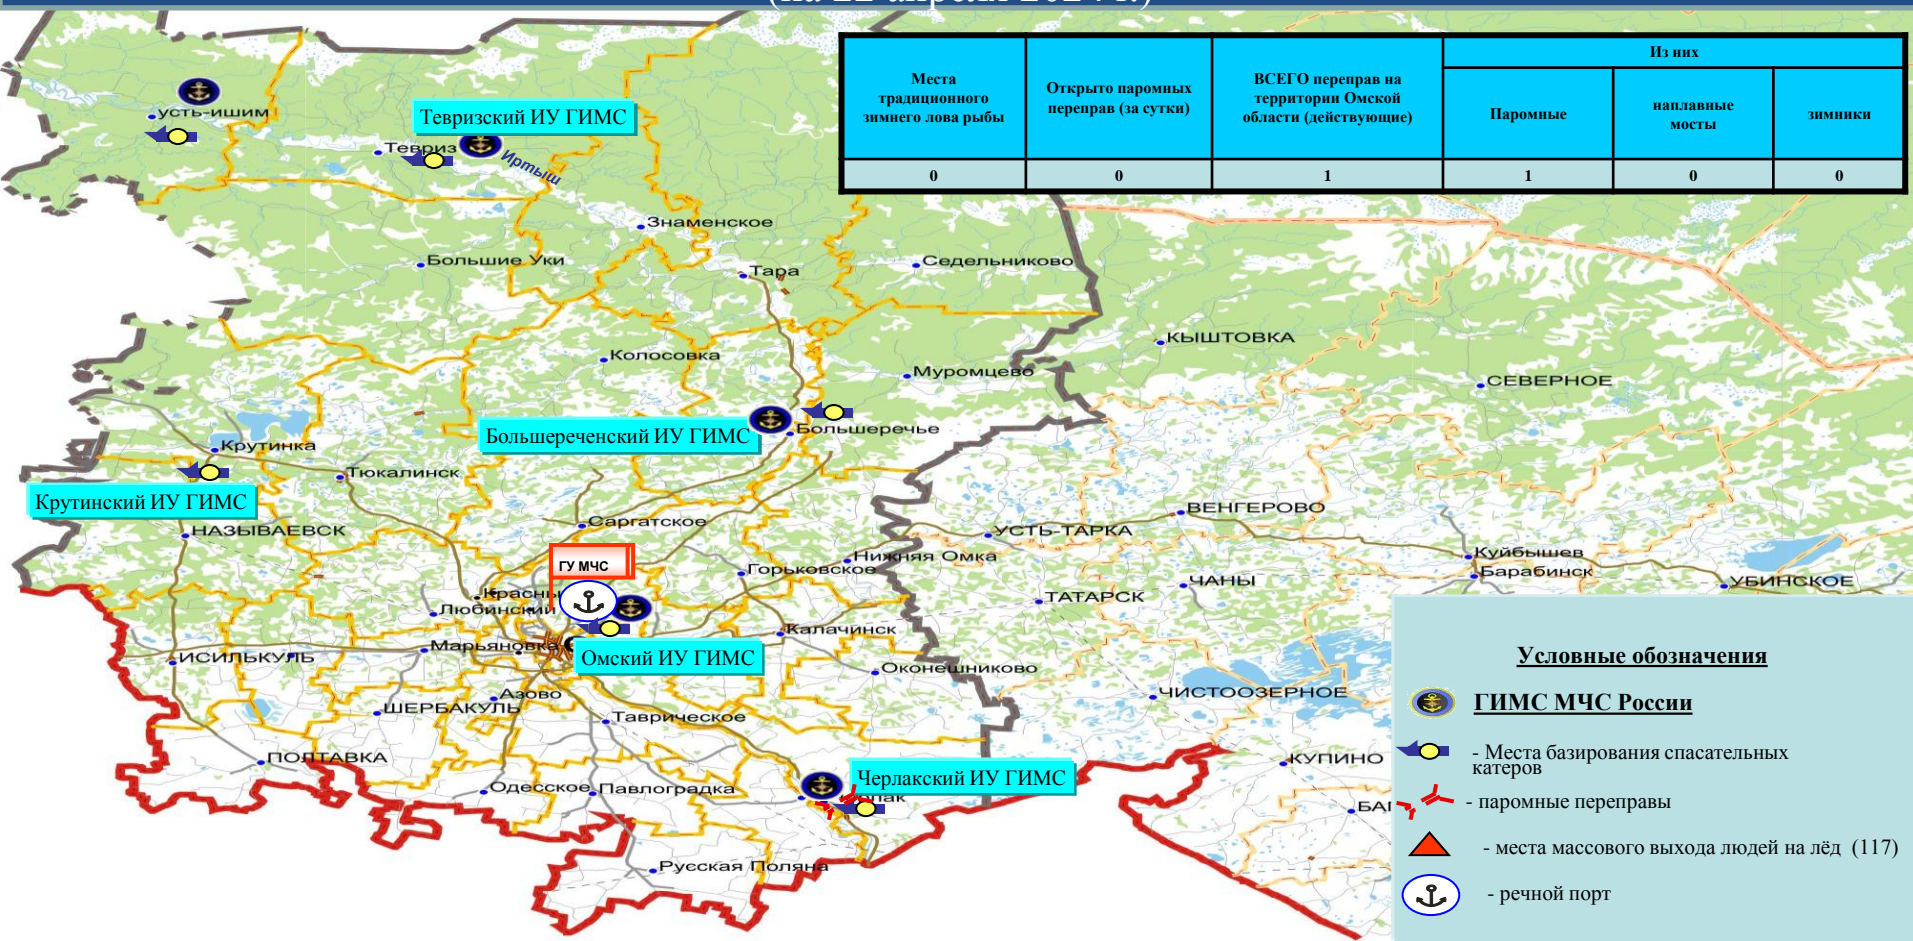 Места
традиционного
зимнего лова рыбы
Открыто паромных
переправ (за сутки)
ВСЕГО переправ на
территории Омской
области (действующие)
Из них
Паромные
наплавные
мосты
зимники
0
0
1
1
0
0
усть-ишим
Тевризский ИУ ГИМС
Тевриз
Иртыш
Знаменское
Большие Уки
Тара
Седельниково
КЫШТОВКА
Колосовка
Муромцево
СЕВЕРНОЕ
Большереченский ИУ ГИМС
Большеречье
Крутинка
Тюкалинск
Крутинский ИУ ГИМС
НАЗЫВАЕВСК
Саргатское
УСТЬ-ТАРКА
ВЕНГЕРОВО
Нижняя Омка
Куйбышев
Барабинск
УБИНСКОЕ
ГУ МЧС
Горьковское
ЧАНЫ
ТАТАРСК
Красны
Любинский
Марьяновка
Калачинск
ИСИЛЬКУЛЬ
Омский ИУ ГИМС
Оконешниково
ЧИСТООЗЕРНОЕ
Азово
ШЕРБАКУЛЬ
Таврическое
ПОЛТАВКА
КУПИНО
Одесское
Павлоградка
Черлакский ИУ ГИМС
Русская Поляна
Условные обозначения
ГИМС МЧС России
- Места базирования спасательных
катеров
- паромные переправы
- места массового выхода людей на лёд (117)
- речной порт